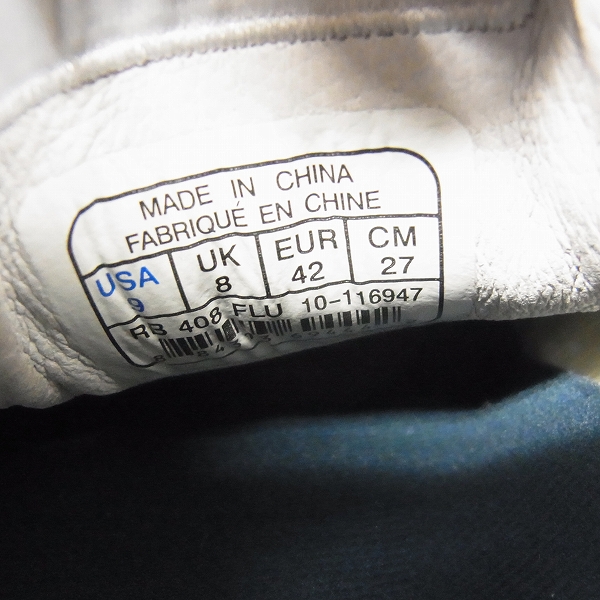 MADE IN CHINA
FABRIQUÉ EN CHINE
USA UK EUR CM
9 8 42 27
RB 408 FLU 10-116947